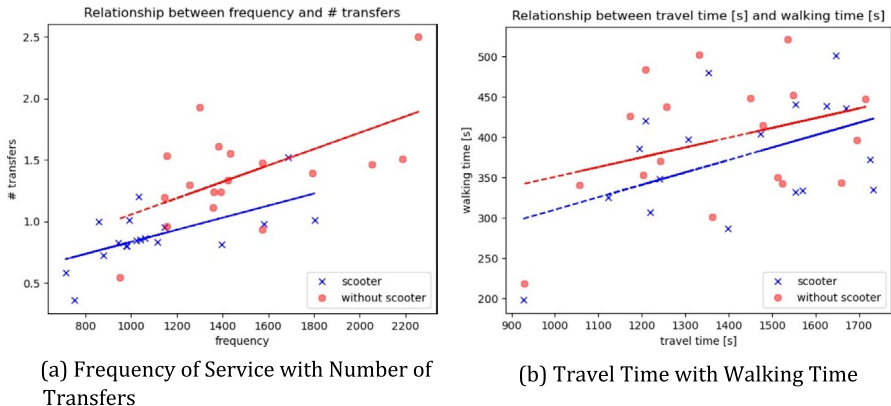 Relationship between frequency and # transfers
2.5
2.0
1.5
1.0
0.5
# transfers
800 1000 1200 1400 1600 1800 2000 2200
frequency
scooter
without scooter
(a) Frequency of Service with Number of
Transfers
Relationship between travel time [s] and walking time [s]
500
450
400
350
300
250
200
walking time [s]
900 1000 1100 1200 1300 1400 1500 1600 1700
travel time [s]
scooter
without scooter
(b) Travel Time with Walking Time